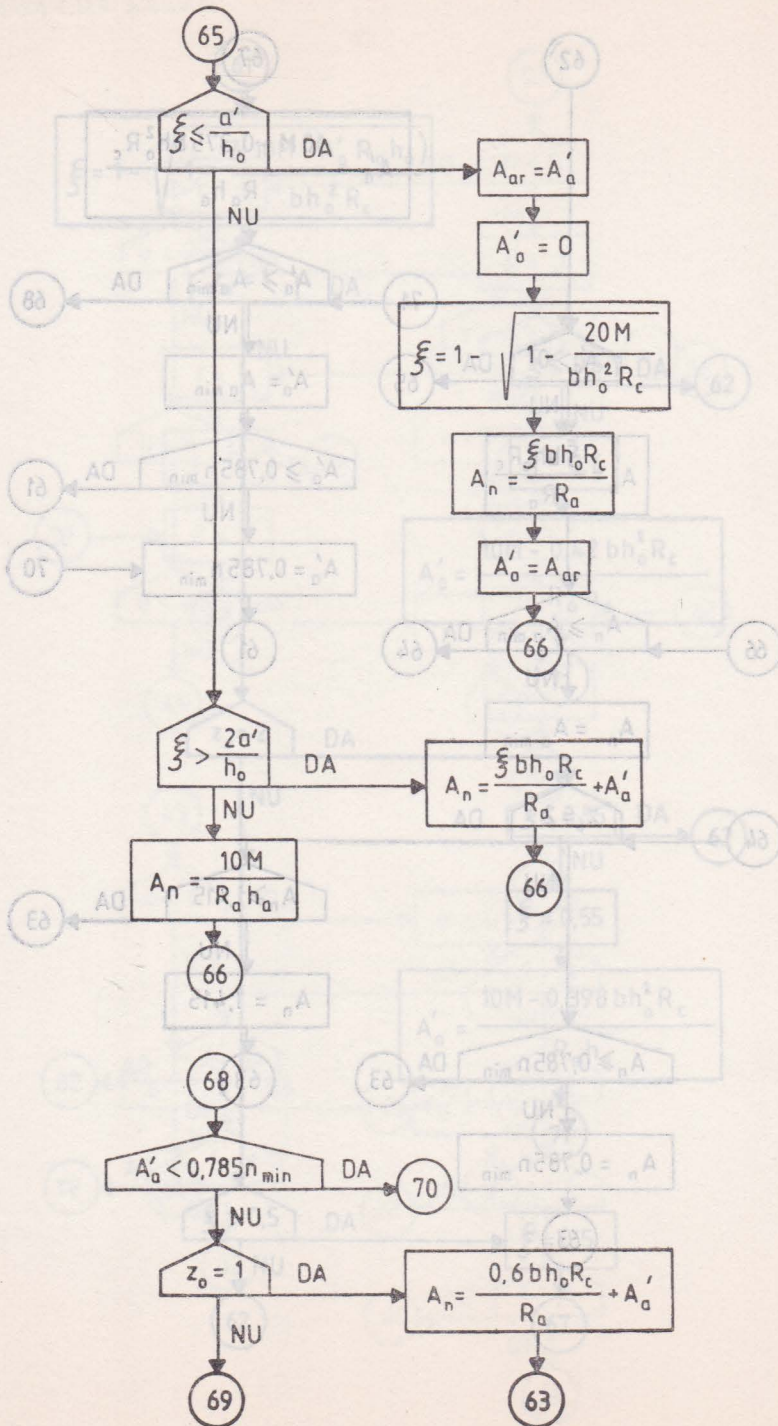 65
ξ ≤ a'/h₀
DA
NU
A_ar = A'_a
A'_a = 0
ξ = 1 - √(1 - 20M/(bh₀²R_c))
A_n = ξbh₀R_c/R_a
A'_a = A_ar
66
ξ > 2a'/h₀
DA
NU
A_n = ξbh₀R_c/R_a + A'_a
66
A_n = 10M/(R_a h_a)
66
68
A'_a < 0,785n_min
DA
70
NU
z₀ = 1
DA
A_n = 0,6bh₀R_c/R_a + A'_a
NU
69
63